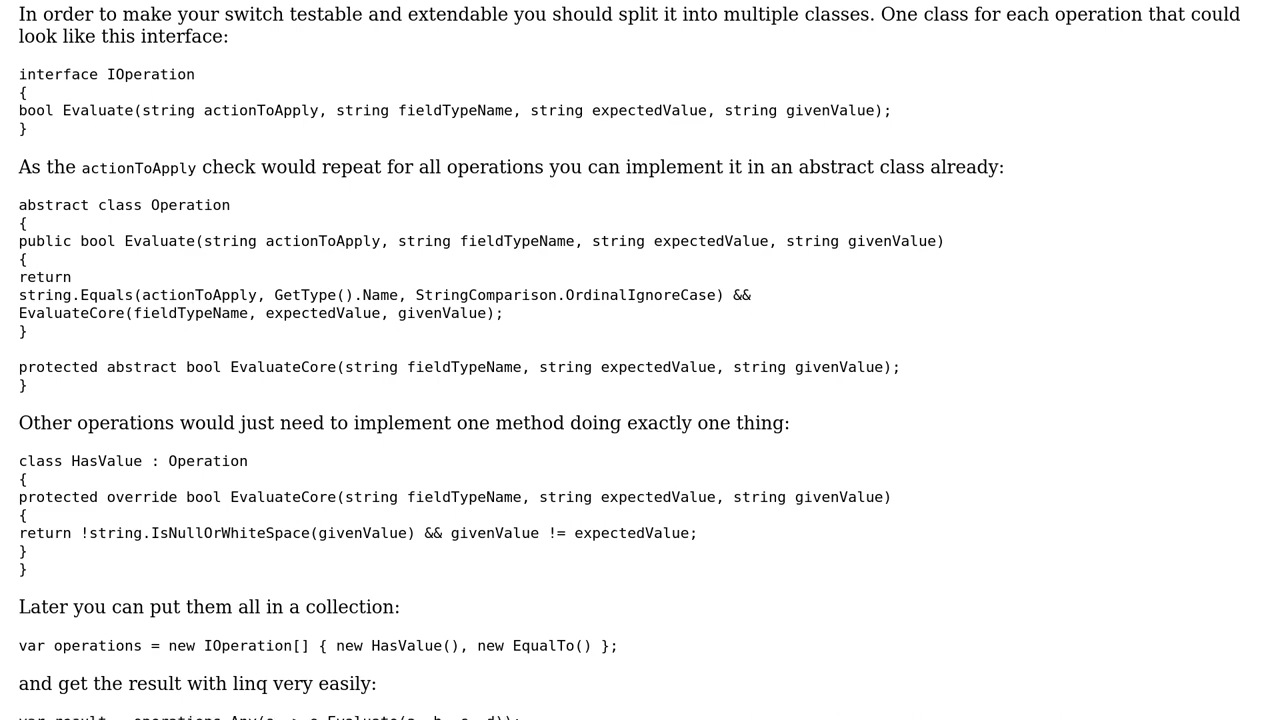 In order to make your switch testable and extendable you should split it into multiple classes. One class for each operation that could
look like this interface:
interface IOperation
{
bool Evaluate(string actionToApply, string fieldTypeName, string expectedValue, string givenValue);
}
As the actionToApply check would repeat for all operations you can implement it in an abstract class already:
abstract class Operation
{
public bool Evaluate(string actionToApply, string fieldTypeName, string expectedValue, string givenValue)
{
return
string.Equals(actionToApply, GetType().Name, StringComparison.OrdinalIgnoreCase) &&
EvaluateCore(fieldTypeName, expectedValue, givenValue);
}
protected abstract bool EvaluateCore(string fieldTypeName, string expectedValue, string givenValue);
}
Other operations would just need to implement one method doing exactly one thing:
class HasValue : Operation
{
protected override bool EvaluateCore(string fieldTypeName, string expectedValue, string givenValue)
{
return !string.IsNullOrWhiteSpace(givenValue) && givenValue != expectedValue;
}
}
Later you can put them all in a collection:
var operations = new IOperation[] { new HasValue(), new EqualTo() };
and get the result with linq very easily: